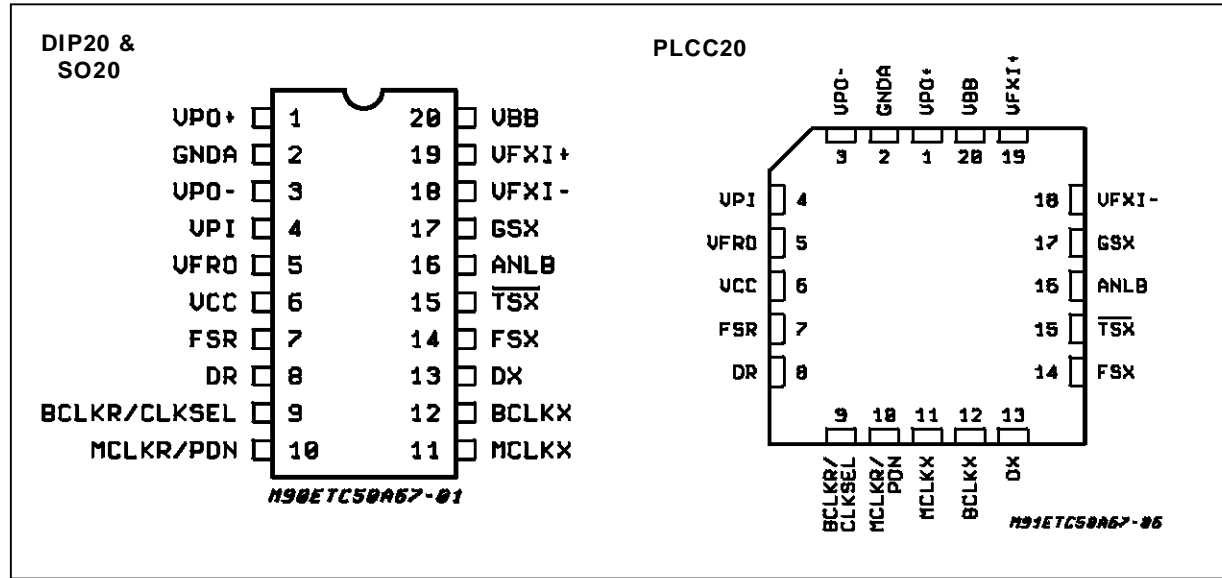 DIP20 &
SO20
VPO+ 1 20 VBB
GNDA 2 19 VFXI+
VPO- 3 18 VFXI-
VPI 4 17 GSX
VFRO 5 16 ANLB
VCC 6 15 TSX
FSR 7 14 FSX
DR 8 13 DX
BCLKR/CLKSEL 9 12 BCLKX
MCLKR/PDN 10 11 MCLKX
M90ETC50A67-01
PLCC20
VPO- GNDA VPO+ VBB VFXI+
3 2 1 20 19
VPI 4 18 VFXI-
VFRO 5 17 GSX
VCC 6 16 ANLB
FSR 7 15 TSX
DR 8 14 FSX
9 10 11 12 13
BCLKR/
CLKSEL
MCLKR/
PDN
MCLKX
BCLKX
DX
M91ETC50A67-06